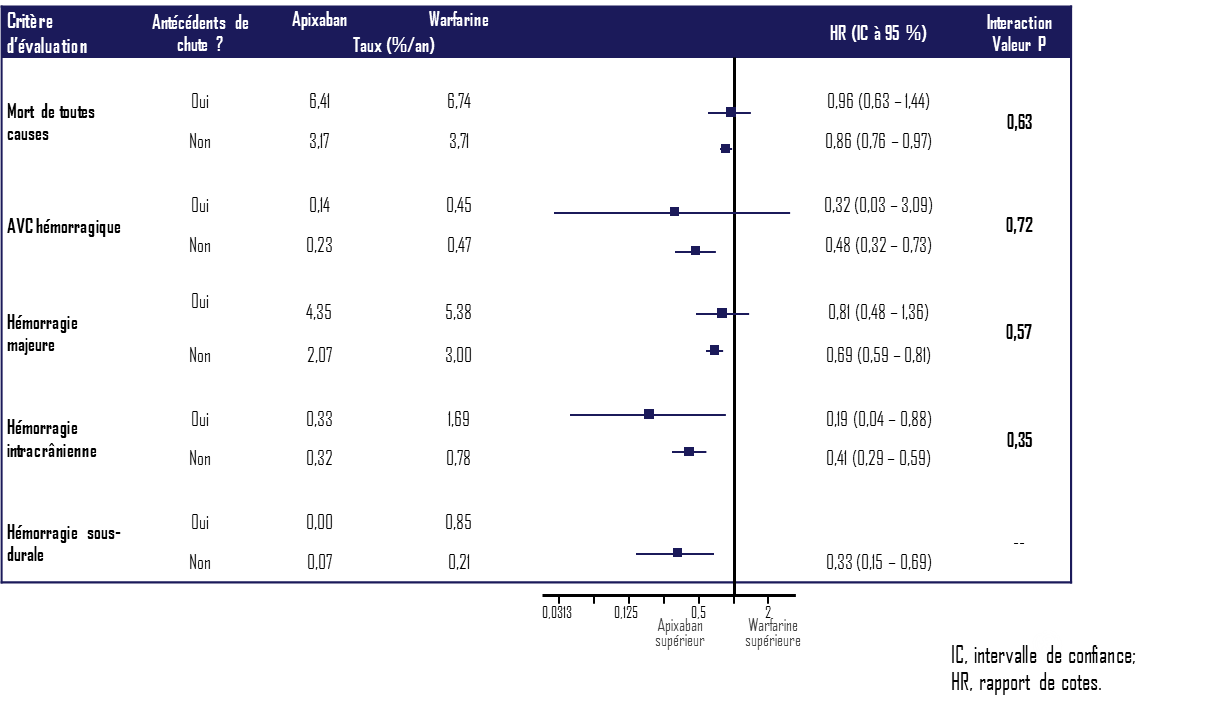 Critère d'évaluation
Antécédents de chute ?
Apixaban
Warfarine
Taux (%/an)
HR (IC à 95 %)
Interaction Valeur P
Mort de toutes causes
Oui 6,41 6,74 0,96 (0,63 – 1,44)
Non 3,17 3,71 0,86 (0,76 – 0,97)
0,63
AVC hémorragique
Oui 0,14 0,45 0,32 (0,03 – 3,09)
Non 0,23 0,47 0,48 (0,32 – 0,73)
0,72
Hémorragie majeure
Oui 4,35 5,38 0,81 (0,48 – 1,36)
Non 2,07 3,00 0,69 (0,59 – 0,81)
0,57
Hémorragie intracrânienne
Oui 0,33 1,69 0,19 (0,04 – 0,88)
Non 0,32 0,78 0,41 (0,29 – 0,59)
0,35
Hémorragie sous-durale
Oui 0,00 0,85
Non 0,07 0,21 0,33 (0,15 – 0,69)
--
0,0313 0,125 0,5 2
Apixaban supérieur
Warfarine supérieure
IC, intervalle de confiance;
HR, rapport de cotes.